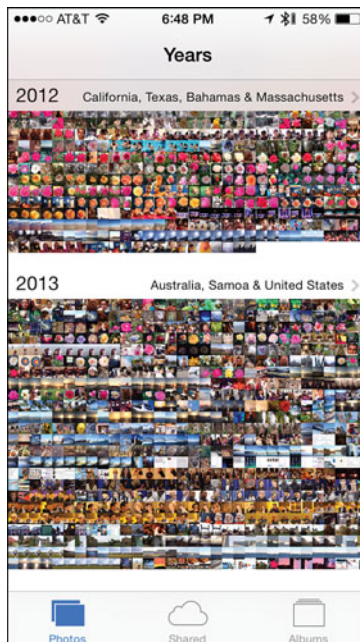 AT&T 6:48 PM 58%
Years
2012 California, Texas, Bahamas & Massachusetts
2013 Australia, Samoa & United States
Photos Shared Albums